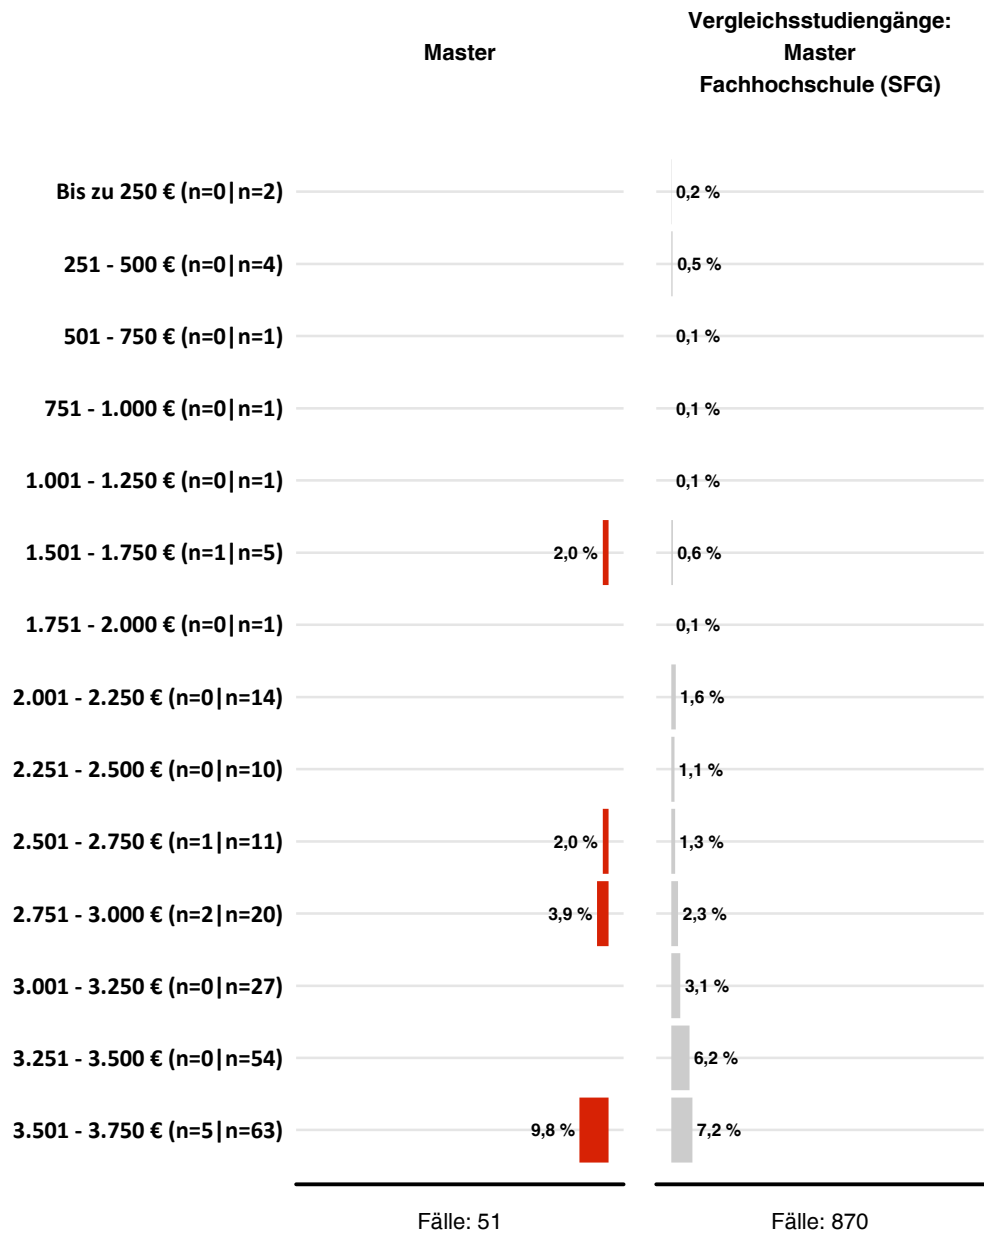 Master
Vergleichsstudiengänge:
Master
Fachhochschule (SFG)
Bis zu 250 € (n=0|n=2)
0,2 %
251 - 500 € (n=0|n=4)
0,5 %
501 - 750 € (n=0|n=1)
0,1 %
751 - 1.000 € (n=0|n=1)
0,1 %
1.001 - 1.250 € (n=0|n=1)
0,1 %
1.501 - 1.750 € (n=1|n=5)
2,0 %
0,6 %
1.751 - 2.000 € (n=0|n=1)
0,1 %
2.001 - 2.250 € (n=0|n=14)
1,6 %
2.251 - 2.500 € (n=0|n=10)
1,1 %
2.501 - 2.750 € (n=1|n=11)
2,0 %
1,3 %
2.751 - 3.000 € (n=2|n=20)
3,9 %
2,3 %
3.001 - 3.250 € (n=0|n=27)
3,1 %
3.251 - 3.500 € (n=0|n=54)
6,2 %
3.501 - 3.750 € (n=5|n=63)
9,8 %
7,2 %
Fälle: 51
Fälle: 870